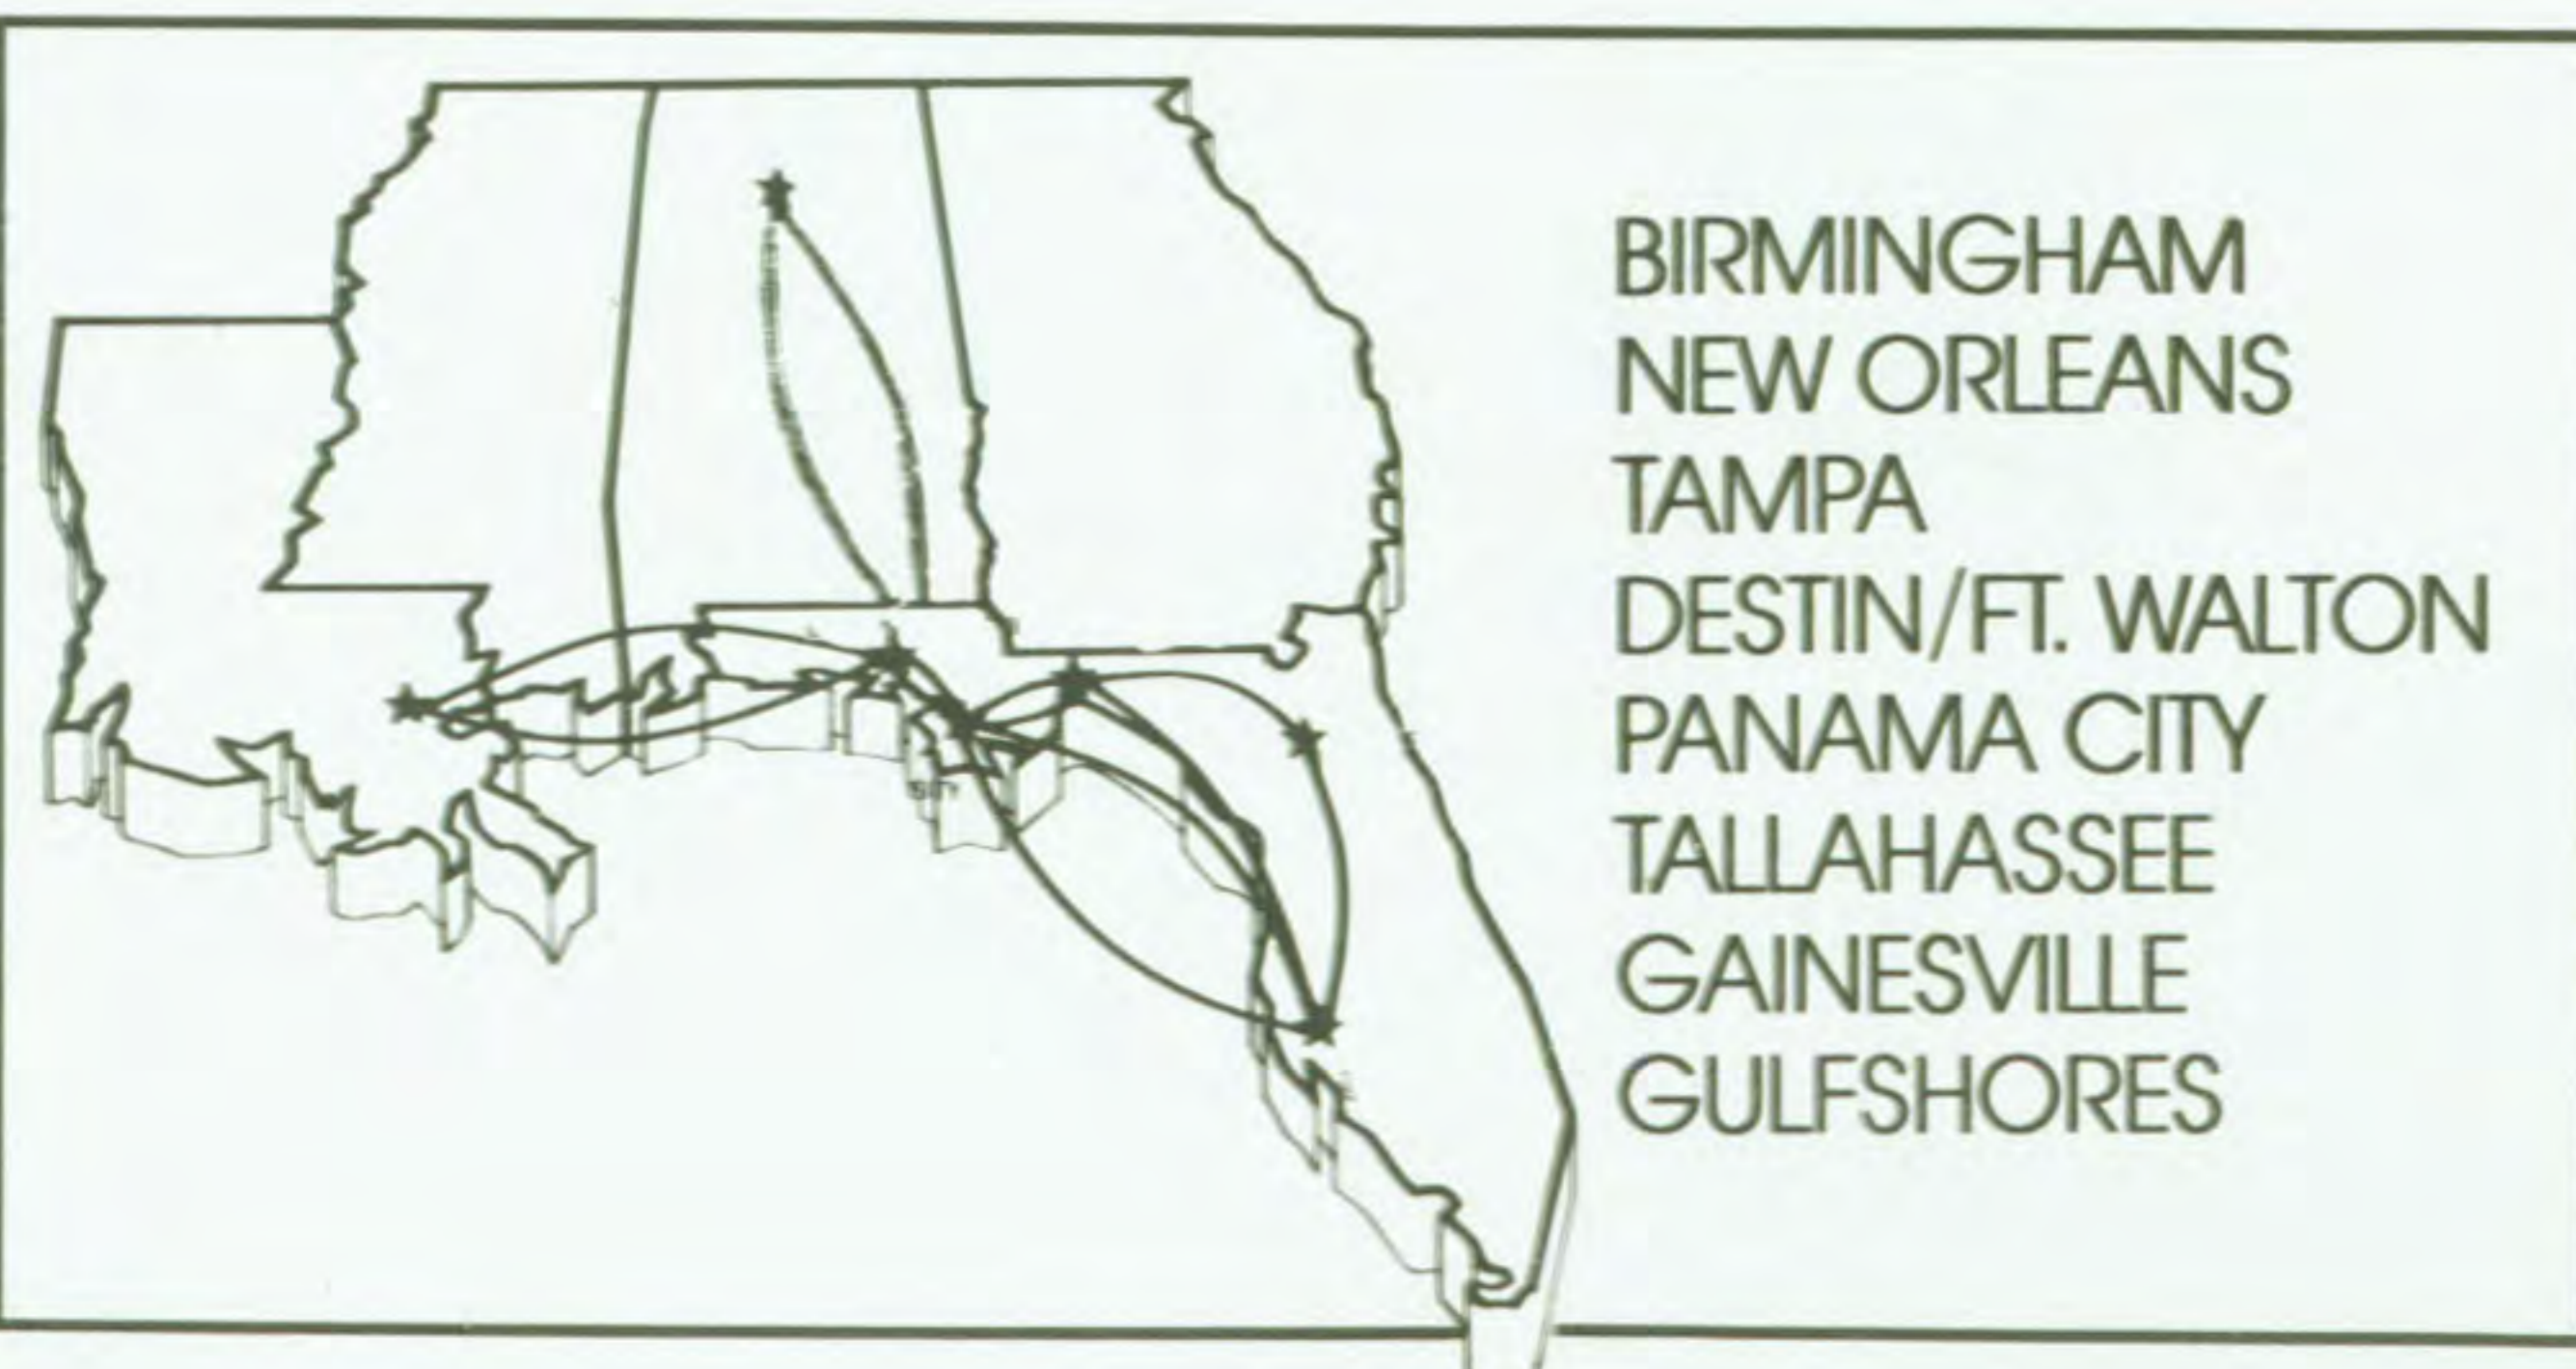 BIRMINGHAM
NEW ORLEANS
TAMPA
DESTIN/FT. WALTON
PANAMA CITY
TALLAHASSEE
GAINESVILLE
GULFSHORES